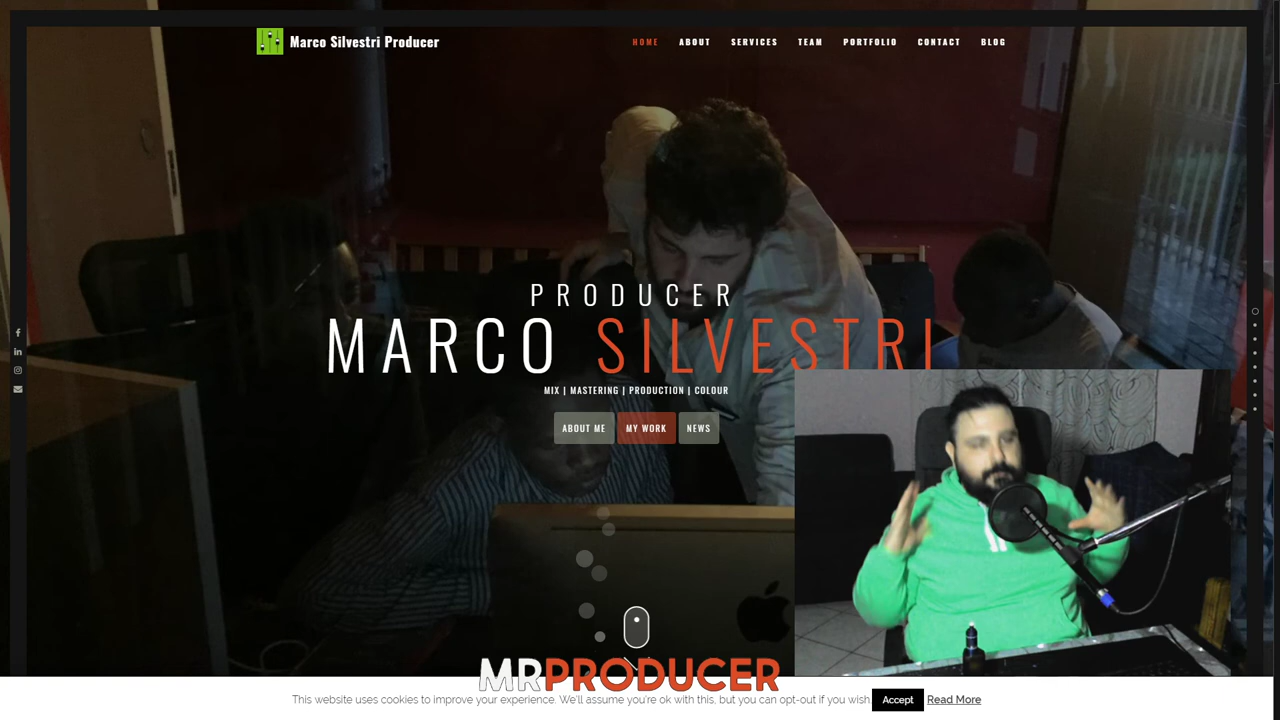 Marco Silvestri Producer
HOME ABOUT SERVICES TEAM PORTFOLIO CONTACT BLOG
PRODUCER
MARCO SILVESTRI
MIX | MASTERING | PRODUCTION | COLOUR
ABOUT ME MY WORK NEWS
MRPRODUCER
This website uses cookies to improve your experience. We'll assume you're ok with this, but you can opt-out if you wish. Accept Read More